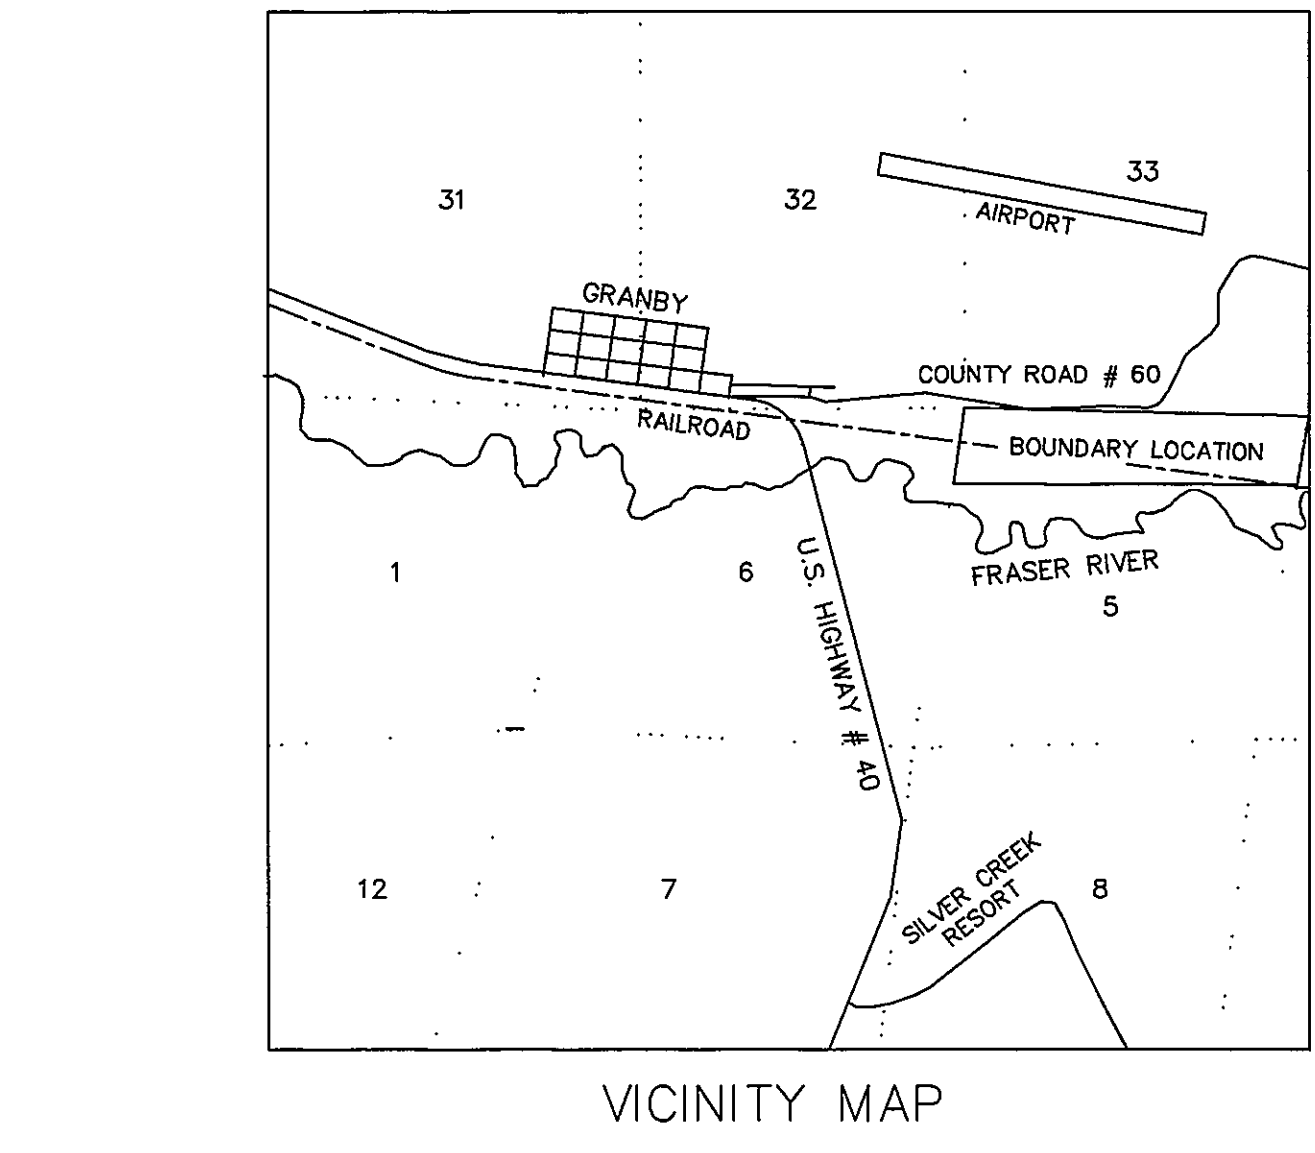 33
31
32
AIRPORT
GRANBY
COUNTY ROAD # 60
RAILROAD
BOUNDARY LOCATION
U.S. HIGHWAY # 40
FRASER RIVER
1
6
5
12
7
SILVER CREEK
RESORT
8
VICINITY MAP